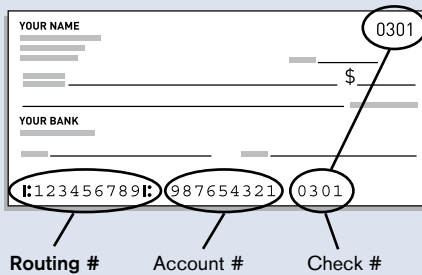 YOUR NAME
0301
$
YOUR BANK
⑆123456789⑆ 987654321 0301
Routing # Account # Check #